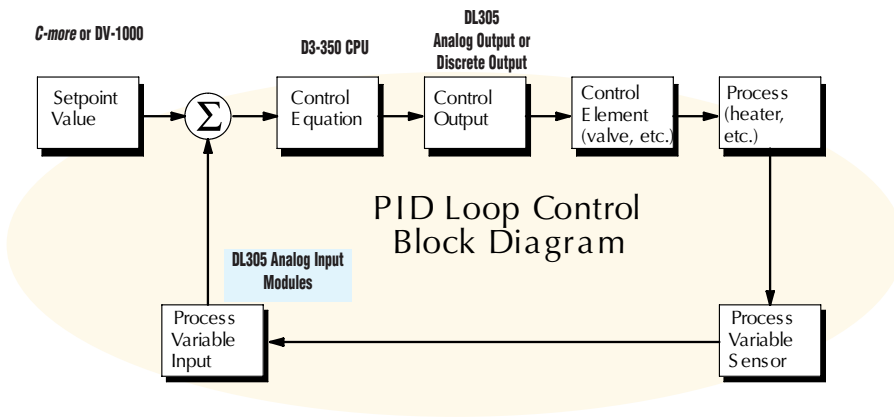 C-more or DV-1000
D3-350 CPU
DL305
Analog Output or
Discrete Output
Setpoint
Value
Σ
Control
Equation
Control
Output
Control
Element
(valve, etc.)
Process
(heater,
etc.)
PID Loop Control
Block Diagram
DL305 Analog Input
Modules
Process
Variable
Input
Process
Variable
Sensor